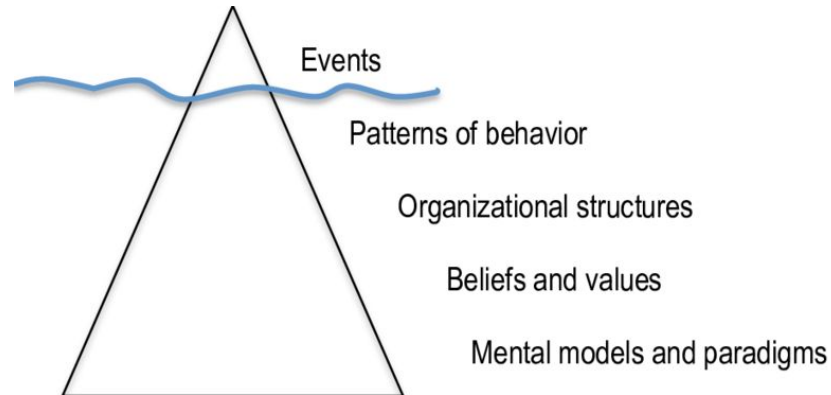 Events
Patterns of behavior
Organizational structures
Beliefs and values
Mental models and paradigms